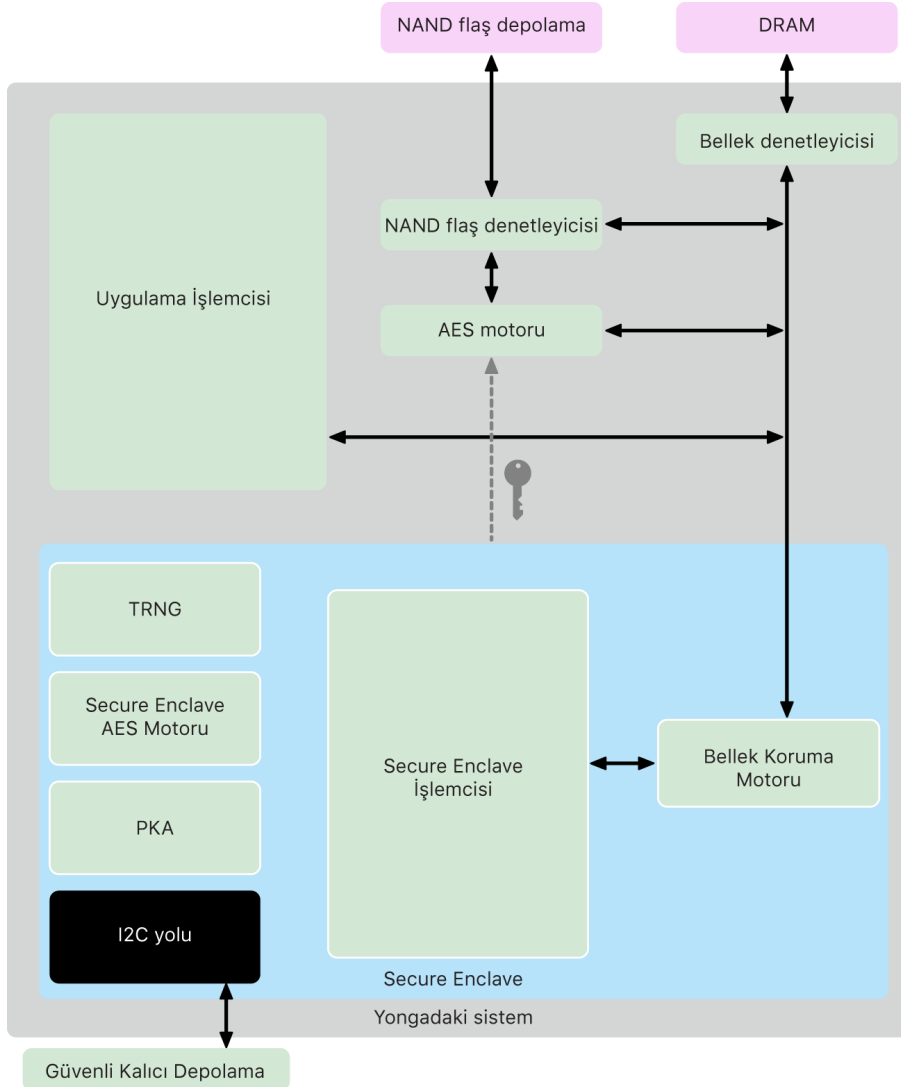 NAND flaş depolama
DRAM
Bellek denetleyicisi
NAND flaş denetleyicisi
Uygulama İşlemcisi
AES motoru
TRNG
Secure Enclave
AES Motoru
Secure Enclave
İşlemcisi
Bellek Koruma
Motoru
PKA
I2C yolu
Secure Enclave
Yongadaki sistem
Güvenli Kalıcı Depolama